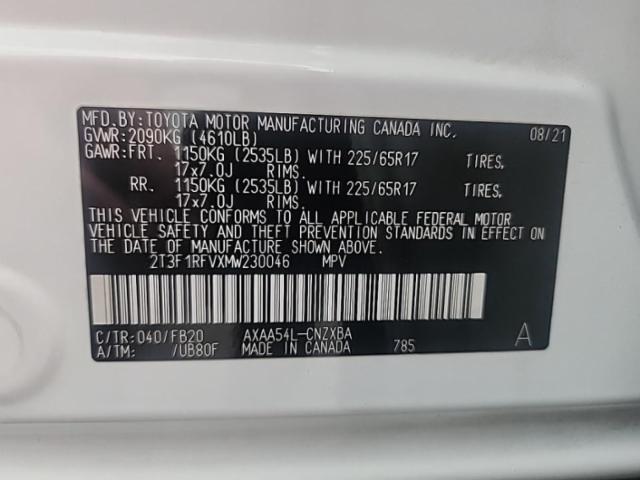 MFD.BY:TOYOTA MOTOR MANUFACTURING CANADA INC. 08/21
GVWR:2090KG (4610LB)
GAWR:FRT. 1150KG (2535LB) WITH 225/65R17 TIRES.
17x7.0J RIMS.
RR. 1150KG (2535LB) WITH 225/65R17 TIRES.
17x7.0J RIMS.
THIS VEHICLE CONFORMS TO ALL APPLICABLE FEDERAL MOTOR
VEHICLE SAFETY AND THEFT PREVENTION STANDARDS IN EFFECT ON
THE DATE OF MANUFACTURE SHOWN ABOVE.
2T3F1RFVXMW230046 MPV
C/TR:040/FB20 AXAA54L-CNZXBA
A/TM: /UB80F MADE IN CANADA 785 A